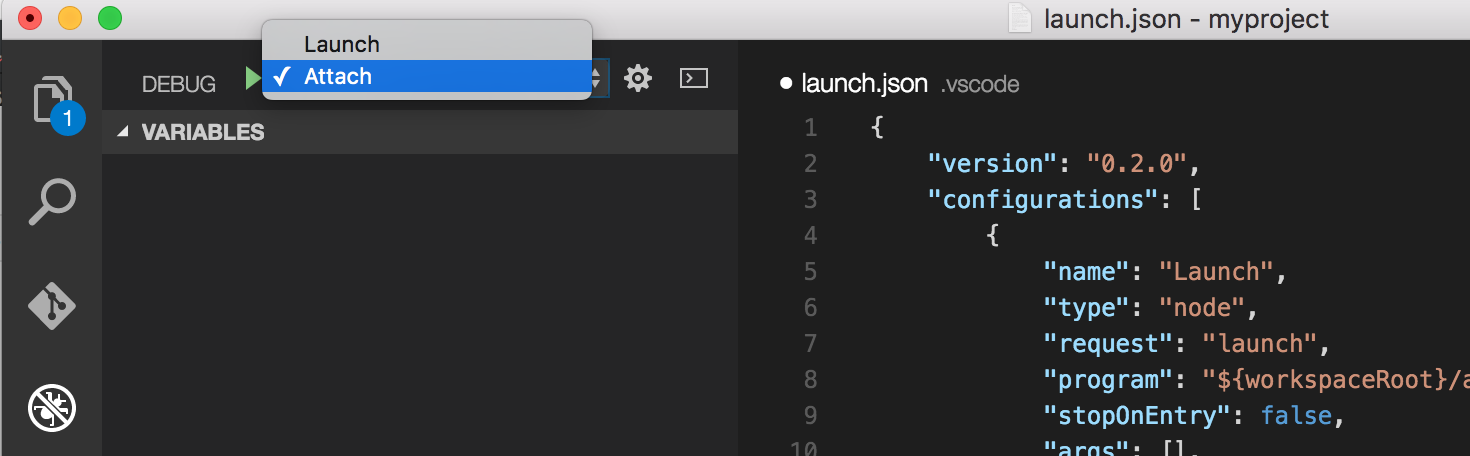 launch.json - myproject
Launch
✓ Attach
DEBUG
1
VARIABLES
● launch.json .vscode
1 {
2 "version": "0.2.0",
3 "configurations": [
4 {
5 "name": "Launch",
6 "type": "node",
7 "request": "launch",
8 "program": "${workspaceRoot}/a
9 "stopOnEntry": false,
10 "args": [],